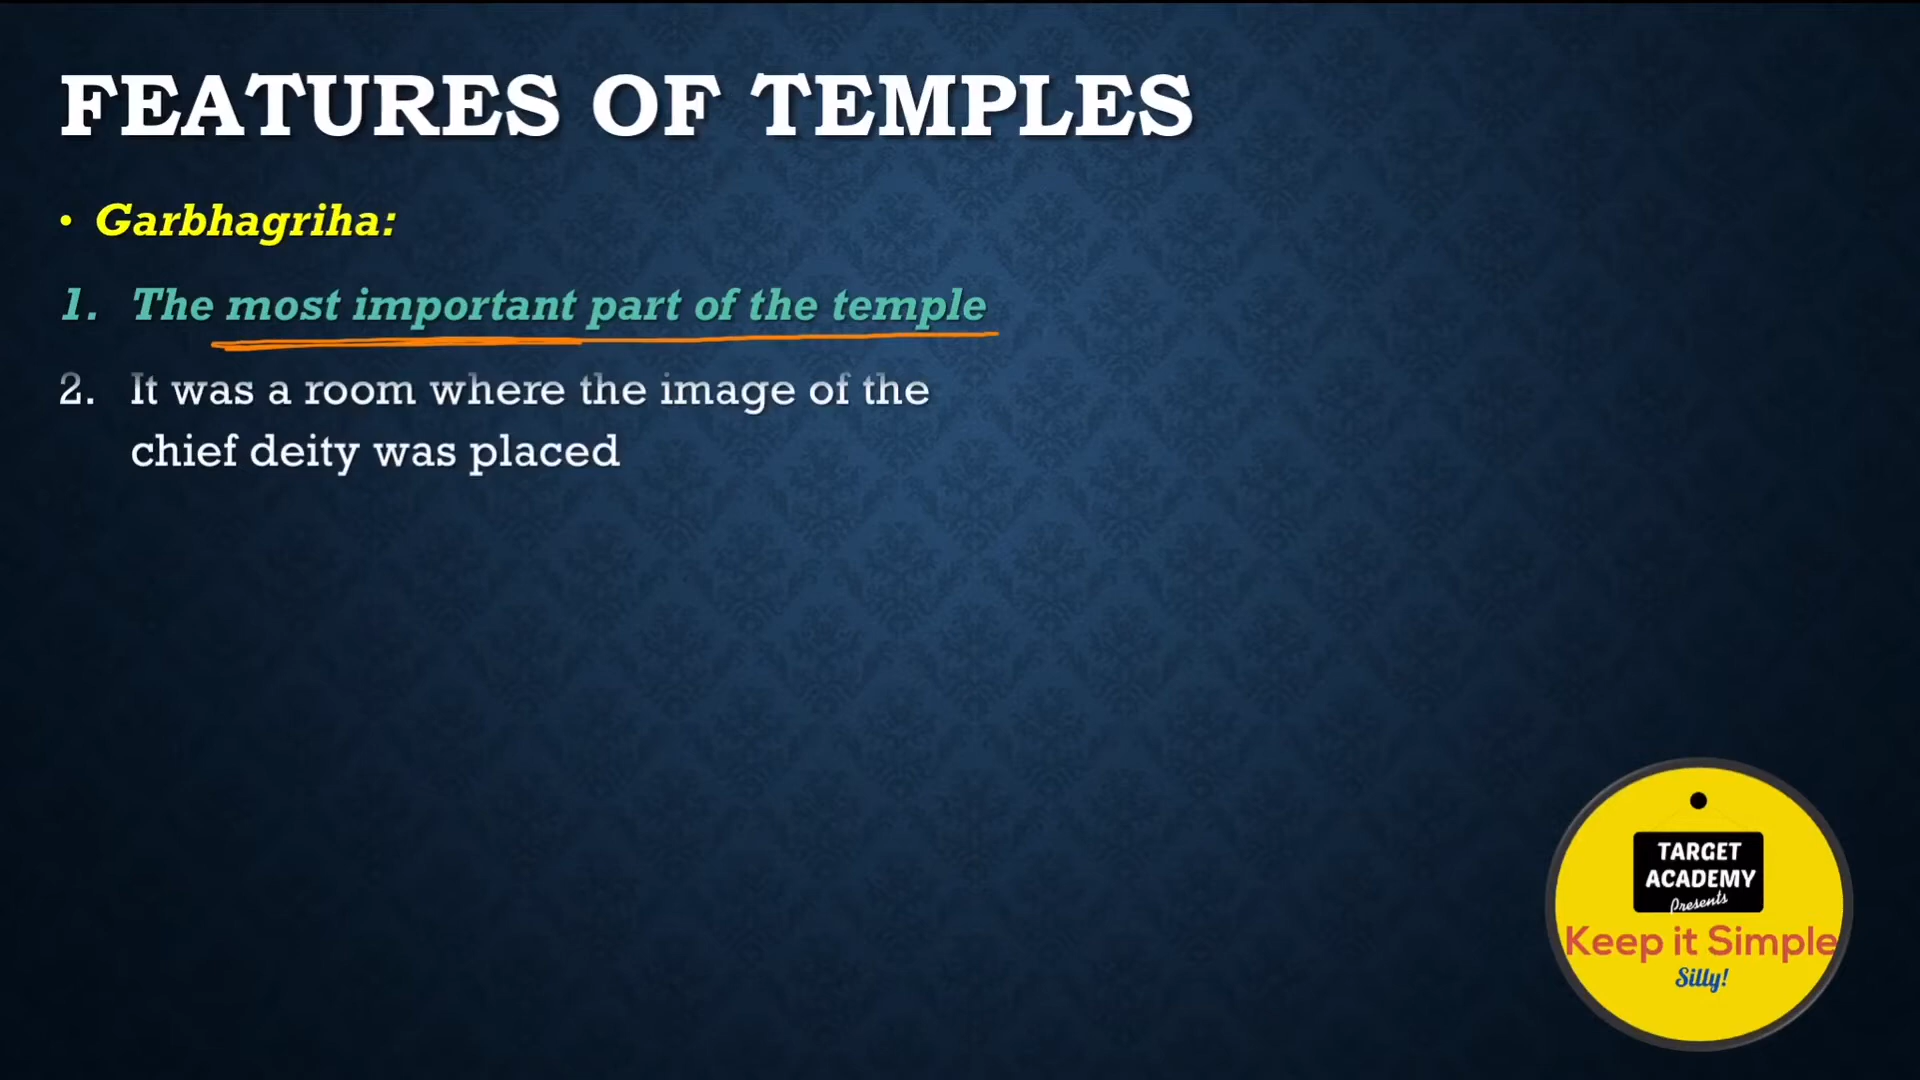 FEATURES OF TEMPLES
• Garbhagriha:
1. The most important part of the temple
2. It was a room where the image of the
chief deity was placed
TARGET
ACADEMY
Presents
Keep it Simple
Silly!